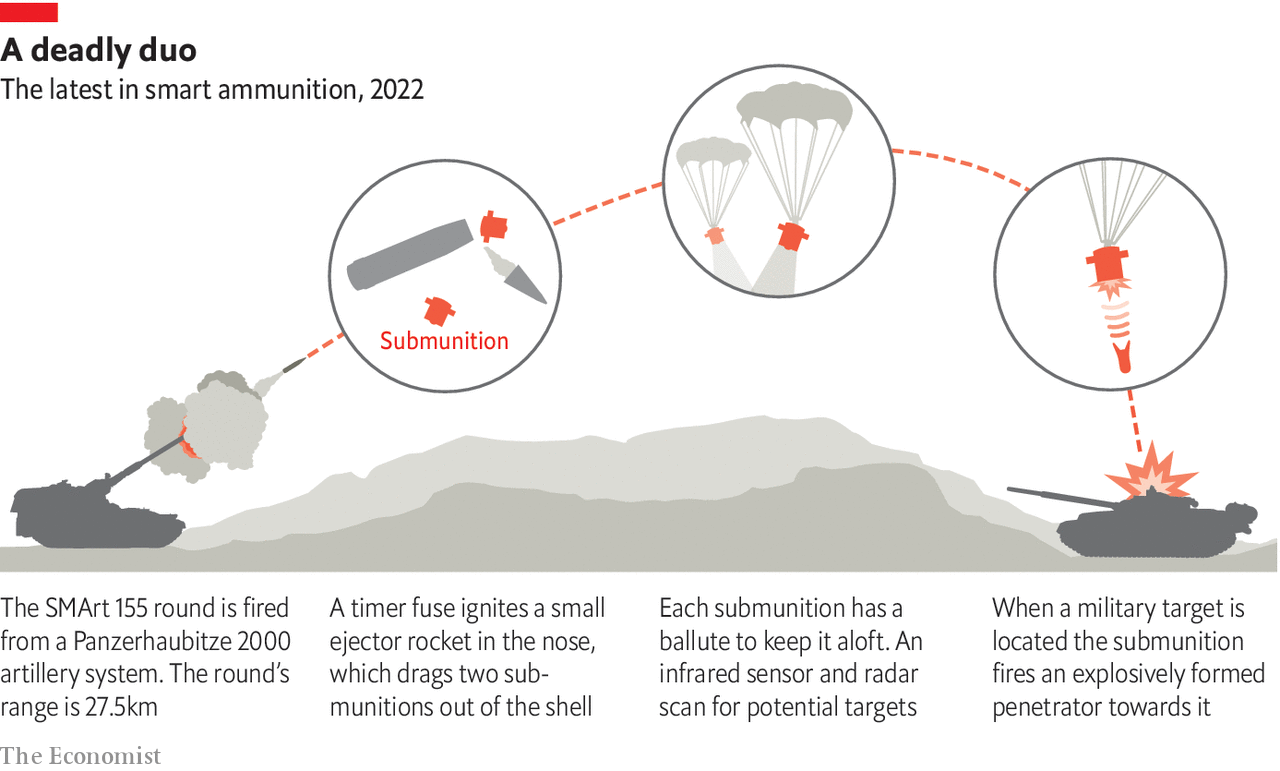 A deadly duo
The latest in smart ammunition, 2022
Submunition
The SMArt 155 round is fired
from a Panzerhaubitze 2000
artillery system. The round’s
range is 27.5km
A timer fuse ignites a small
ejector rocket in the nose,
which drags two sub-
munitions out of the shell
Each submunition has a
ballute to keep it aloft. An
infrared sensor and radar
scan for potential targets
When a military target is
located the submunition
fires an explosively formed
penetrator towards it
The Economist